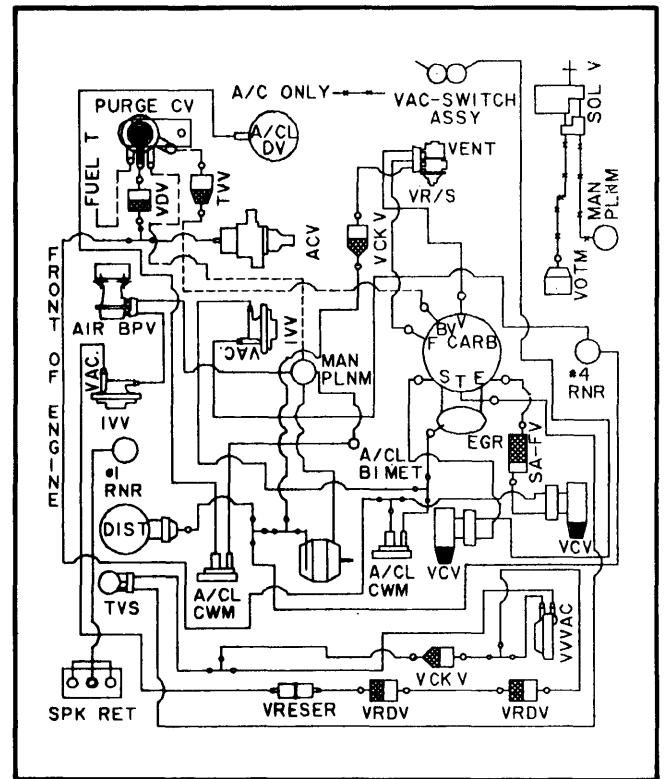 PURGE CV
A/C ONLY
VAC-SWITCH
ASSY
SOL V
FUEL T
VDV
TVV
A/CL
DV
VENT
VR/S
VCK V
MAN
PLNM
VOTM
ACV
FRONT OF ENGINE
AIR BPV
VAC.
IVV
VAC.
IVV
MAN
PLNM
BV
V
F
CARB
S
T
E
EGR
#4
RNR
A/CL
BIMET
SA-FV
#1
RNR
DIST
TVS
A/CL
CWM
A/CL
CWM
VCV
VCV
VVVAC
VCK V
SPK RET
VRESER
VRDV
VRDV